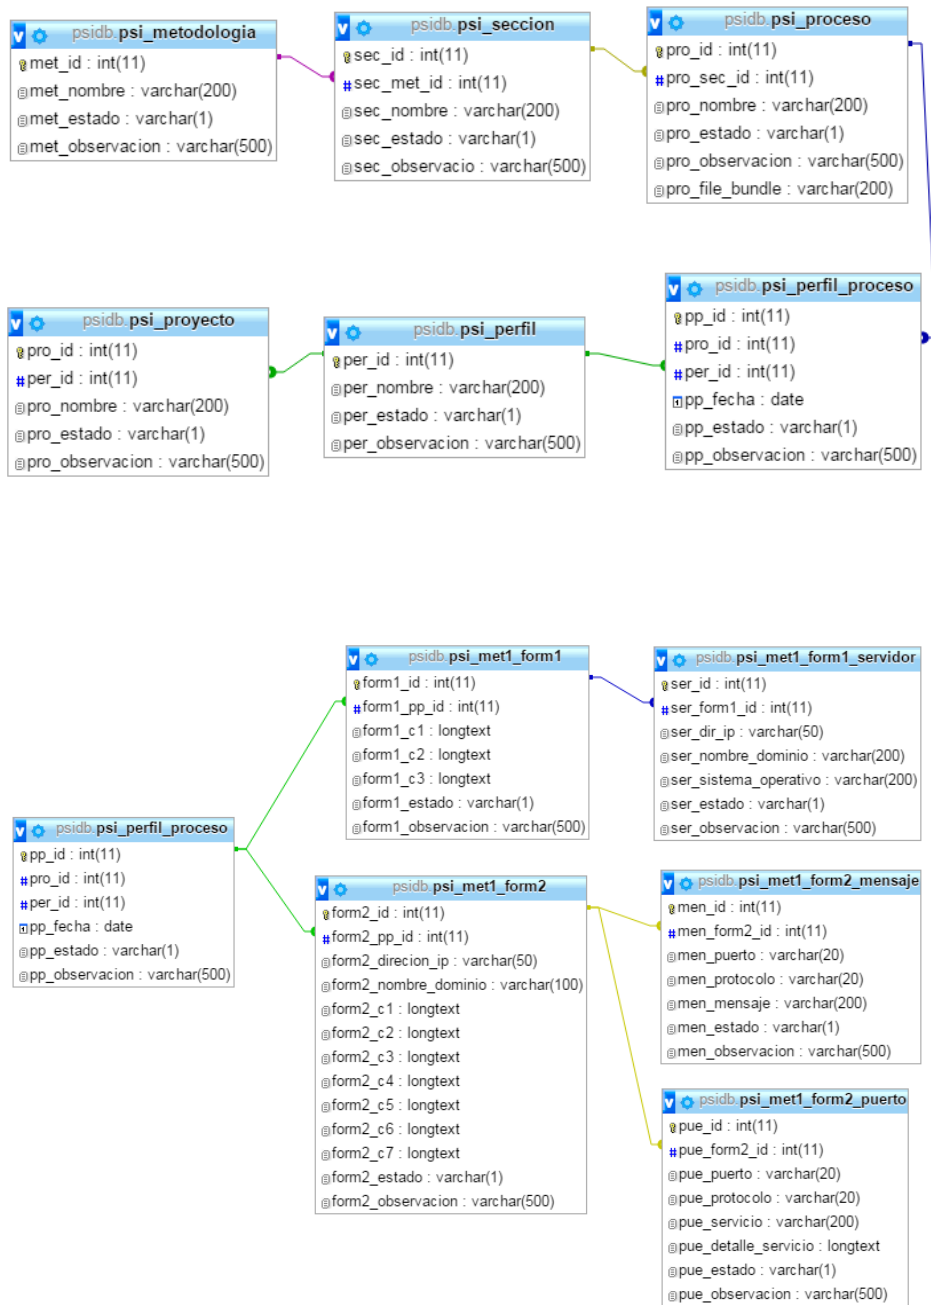 psidb.psi_metodologia
met_id : int(11)
met_nombre : varchar(200)
met_estado : varchar(1)
met_observacion : varchar(500)
psidb.psi_seccion
sec_id : int(11)
sec_met_id : int(11)
sec_nombre : varchar(200)
sec_estado : varchar(1)
sec_observacio : varchar(500)
psidb.psi_proceso
pro_id : int(11)
pro_sec_id : int(11)
pro_nombre : varchar(200)
pro_estado : varchar(1)
pro_observacion : varchar(500)
pro_file_bundle : varchar(200)
psidb.psi_proyecto
pro_id : int(11)
per_id : int(11)
pro_nombre : varchar(200)
pro_estado : varchar(1)
pro_observacion : varchar(500)
psidb.psi_perfil
per_id : int(11)
per_nombre : varchar(200)
per_estado : varchar(1)
per_observacion : varchar(500)
psidb.psi_perfil_proceso
pp_id : int(11)
pro_id : int(11)
per_id : int(11)
pp_fecha : date
pp_estado : varchar(1)
pp_observacion : varchar(500)
psidb.psi_perfil_proceso
pp_id : int(11)
pro_id : int(11)
per_id : int(11)
pp_fecha : date
pp_estado : varchar(1)
pp_observacion : varchar(500)
psidb.psi_met1_form1
form1_id : int(11)
form1_pp_id : int(11)
form1_c1 : longtext
form1_c2 : longtext
form1_c3 : longtext
form1_estado : varchar(1)
form1_observacion : varchar(500)
psidb.psi_met1_form1_servidor
ser_id : int(11)
ser_form1_id : int(11)
ser_dir_ip : varchar(50)
ser_nombre_dominio : varchar(200)
ser_sistema_operativo : varchar(200)
ser_estado : varchar(1)
ser_observacion : varchar(500)
psidb.psi_met1_form2
form2_id : int(11)
form2_pp_id : int(11)
form2_direcion_ip : varchar(50)
form2_nombre_dominio : varchar(100)
form2_c1 : longtext
form2_c2 : longtext
form2_c3 : longtext
form2_c4 : longtext
form2_c5 : longtext
form2_c6 : longtext
form2_c7 : longtext
form2_estado : varchar(1)
form2_observacion : varchar(500)
psidb.psi_met1_form2_mensaje
men_id : int(11)
men_form2_id : int(11)
men_puerto : varchar(20)
men_protocolo : varchar(20)
men_mensaje : varchar(200)
men_estado : varchar(1)
men_observacion : varchar(500)
psidb.psi_met1_form2_puerto
pue_id : int(11)
pue_form2_id : int(11)
pue_puerto : varchar(20)
pue_protocolo : varchar(20)
pue_servicio : varchar(200)
pue_detalle_servicio : longtext
pue_estado : varchar(1)
pue_observacion : varchar(500)